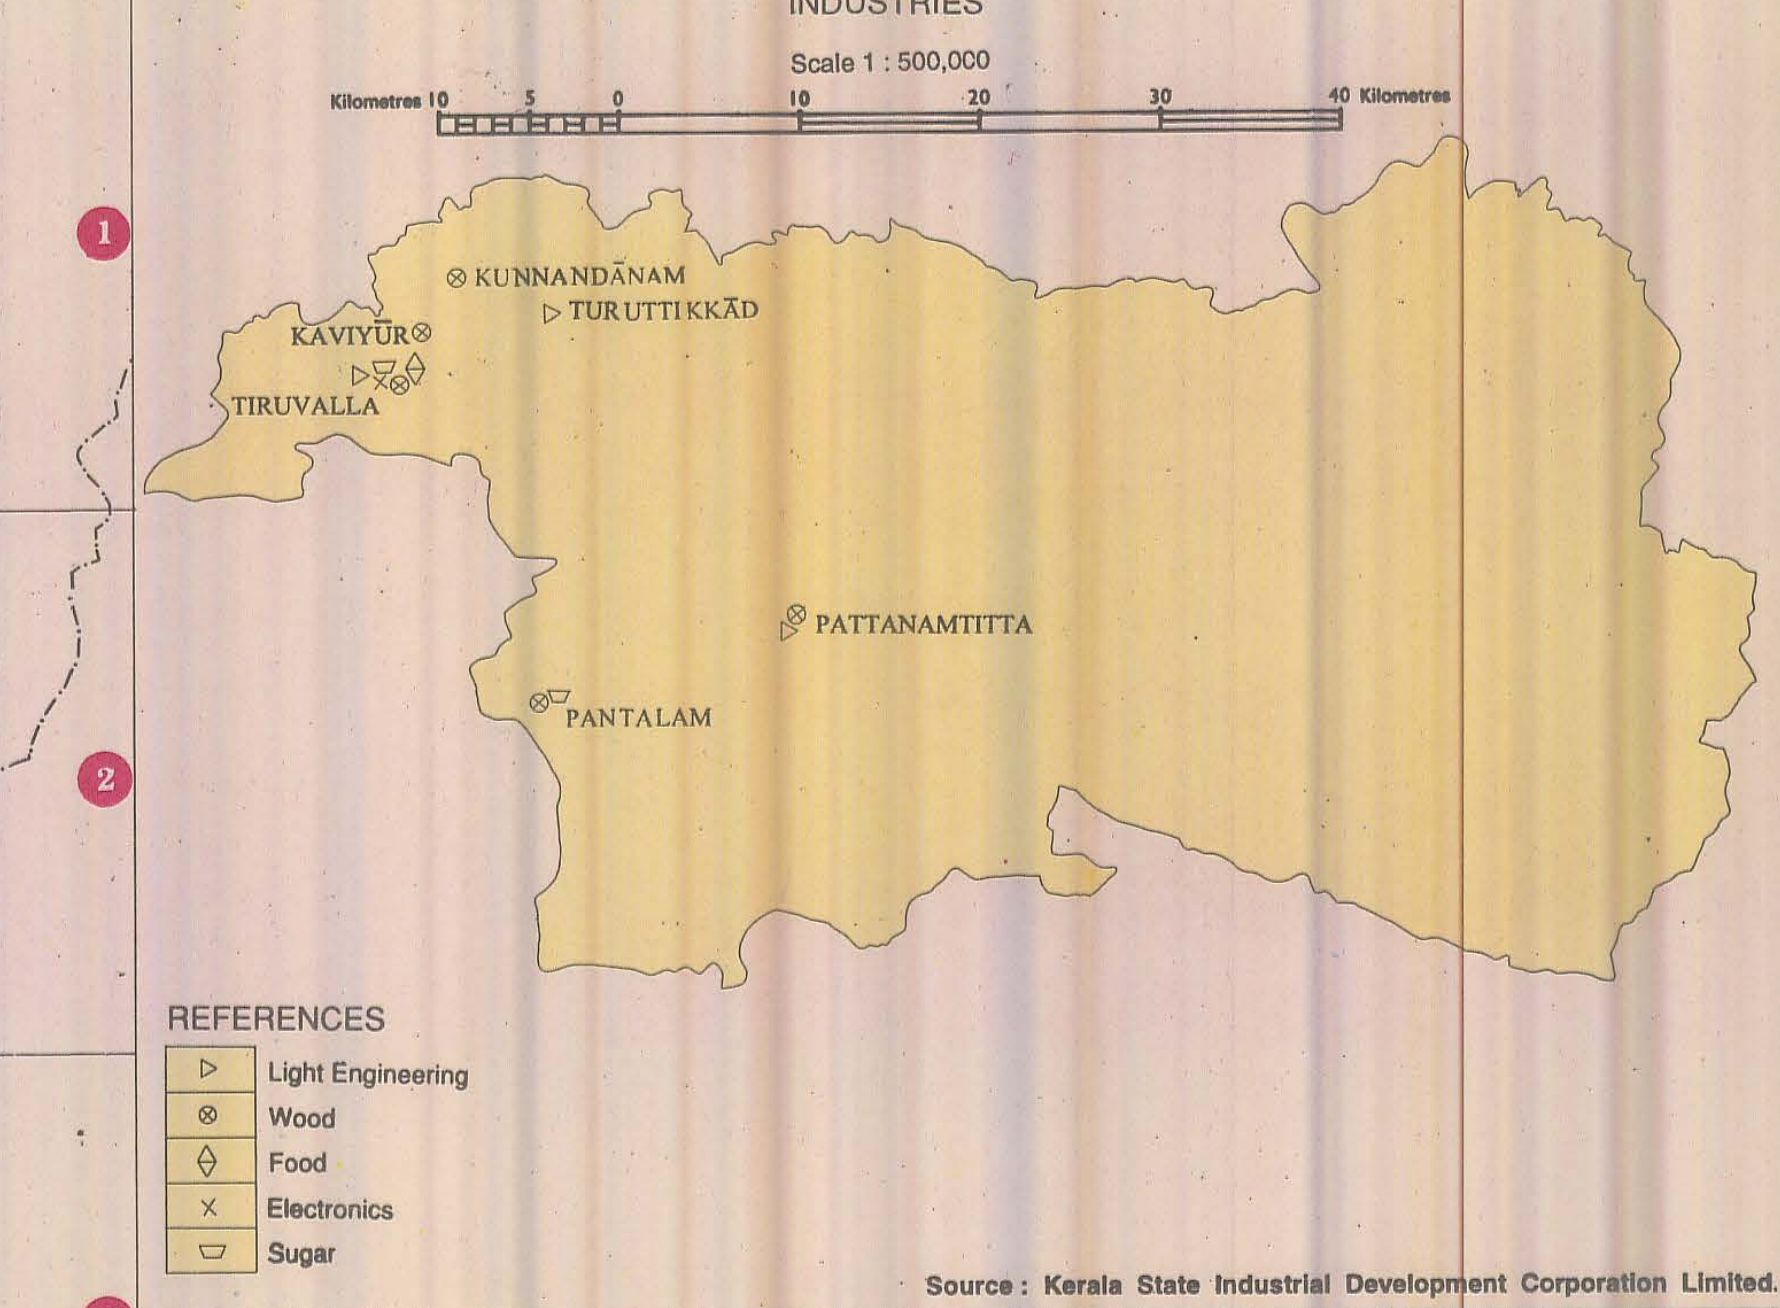 INDUSTRIES
Scale 1 : 500,000
Kilometres 10 5 0 10 20 30 40 Kilometres
1
KUNNANDĀNAM
TURUTTIKKĀD
KAVIYŪR
TIRUVALLA
PATTANAMTITTA
PANTALAM
2
REFERENCES
Light Engineering
Wood
Food
Electronics
Sugar
Source : Kerala State Industrial Development Corporation Limited.